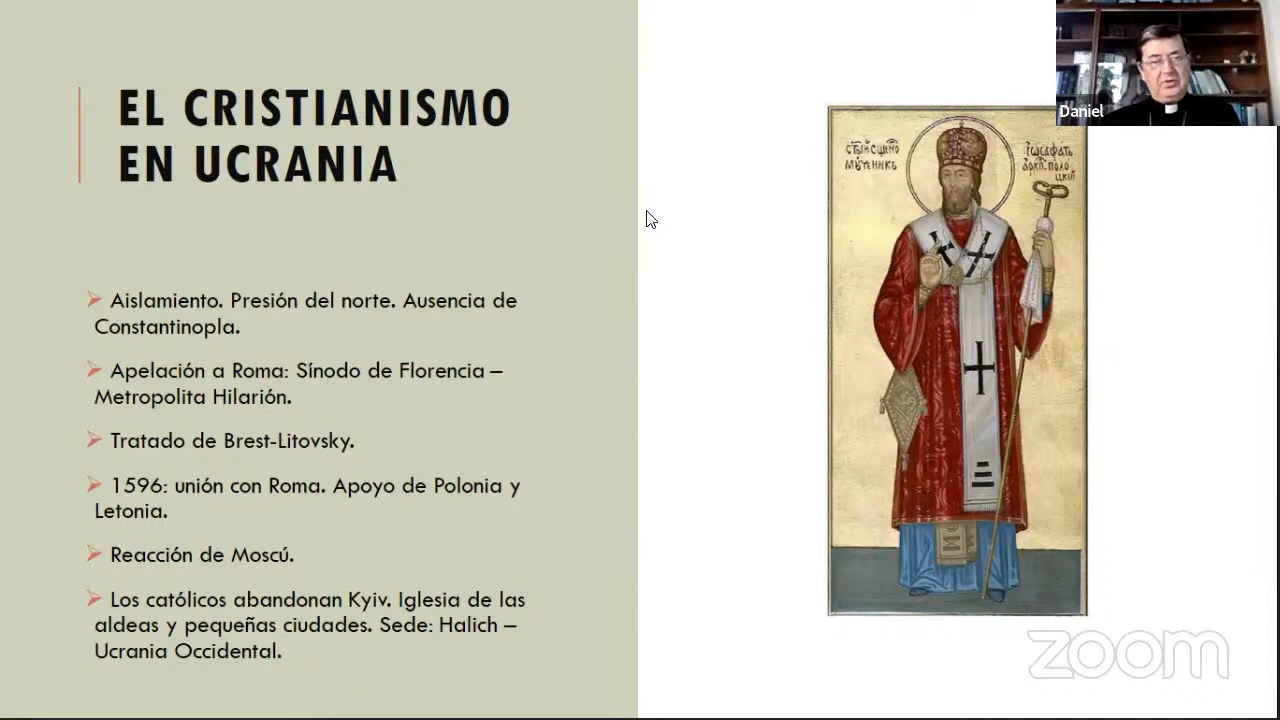 EL CRISTIANISMO
EN UCRANIA
➢ Aislamiento. Presión del norte. Ausencia de
Constantinopla.
➢ Apelación a Roma: Sínodo de Florencia –
Metropolita Hilarión.
➢ Tratado de Brest-Litovsky.
➢ 1596: unión con Roma. Apoyo de Polonia y
Letonia.
➢ Reacción de Moscú.
➢ Los católicos abandonan Kyiv. Iglesia de las
aldeas y pequeñas ciudades. Sede: Halich –
Ucrania Occidental.
Daniel
zoom